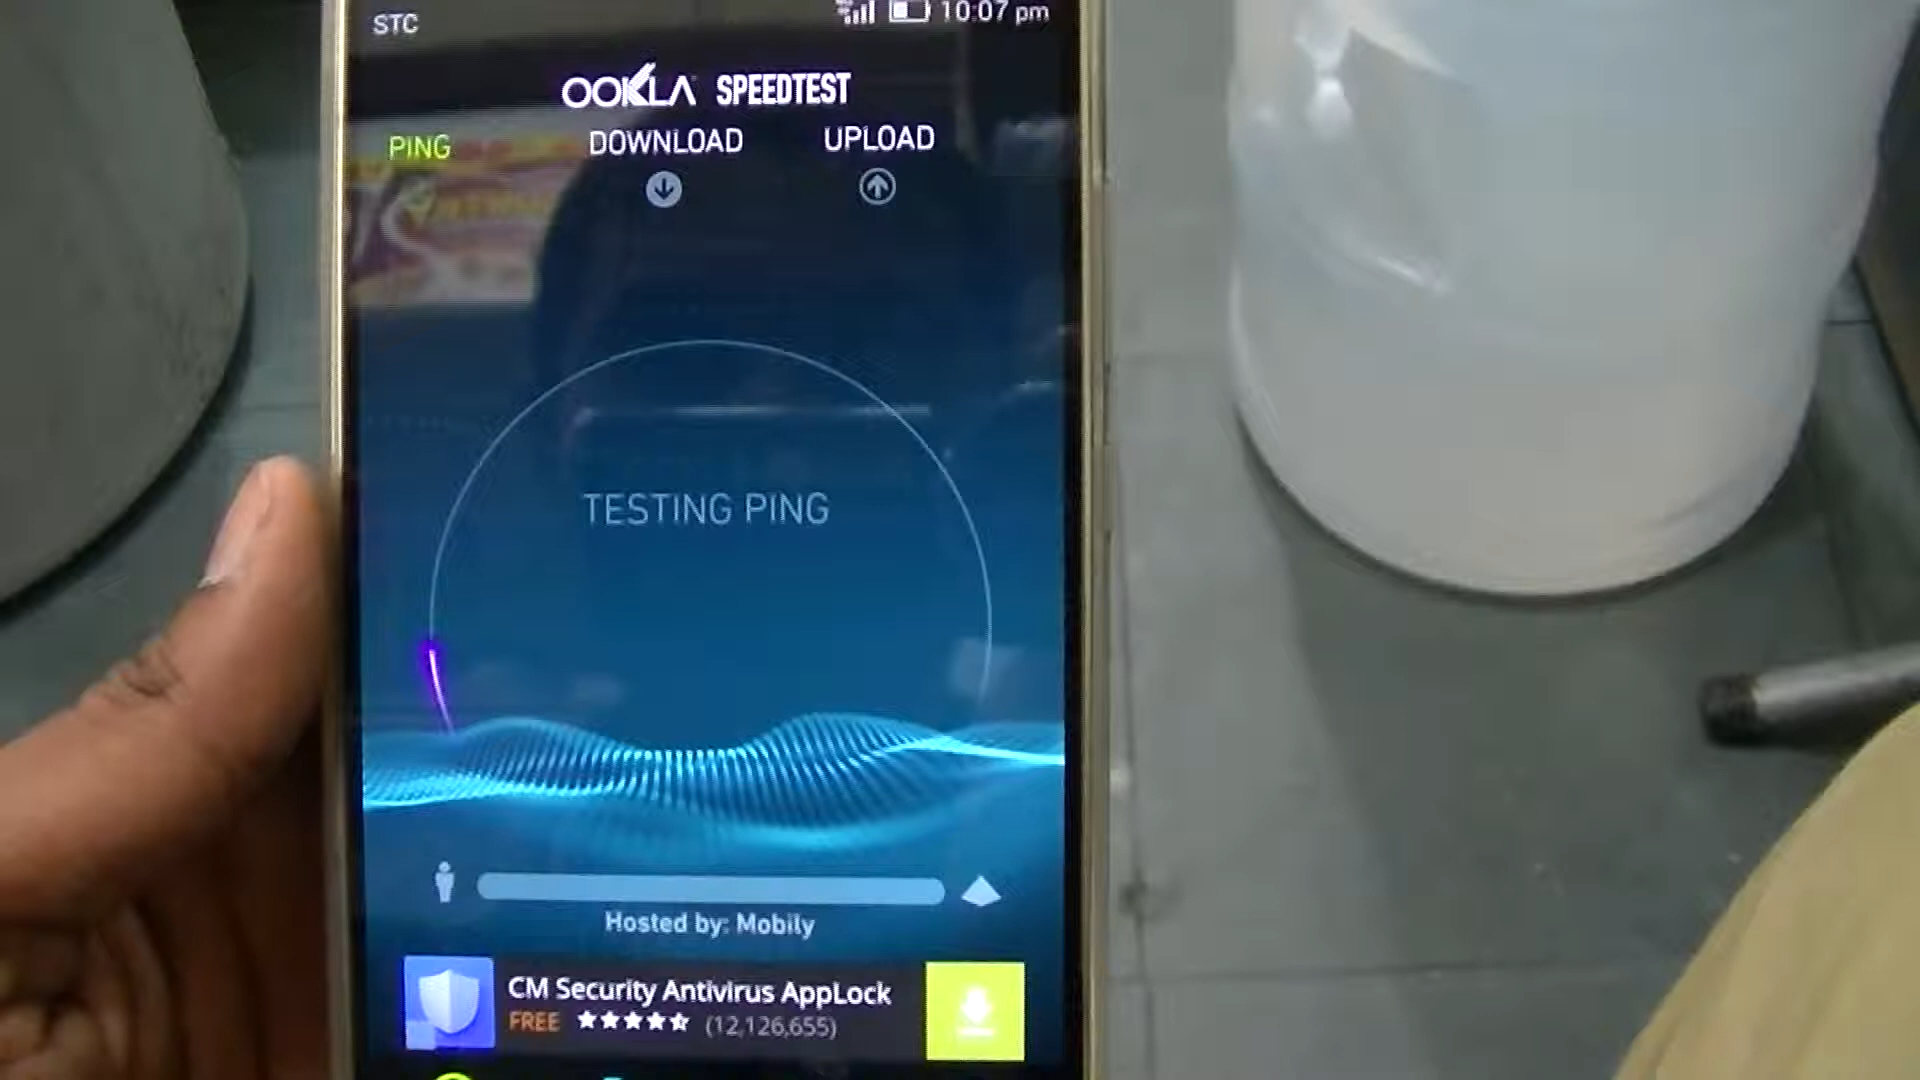 STC 10:07 pm
OOKLA SPEEDTEST
PING DOWNLOAD UPLOAD
TESTING PING
Hosted by: Mobily
CM Security Antivirus AppLock
FREE (12,126,655)